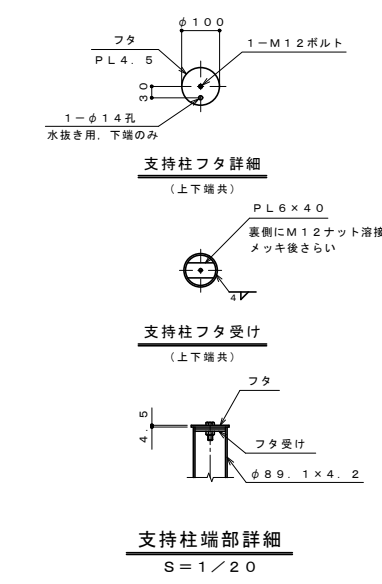 φ100
フタ
PL4.5
1-M12ボルト
30
1-φ14孔
水抜き用,下端のみ
支持柱フタ詳細
(上下端共)
PL6×40
裏側にM12ナット溶接
メッキ後さらい
4
支持柱フタ受け
(上下端共)
フタ
4.5
フタ受け
φ89.1×4.2
支持柱端部詳細
S=1/20